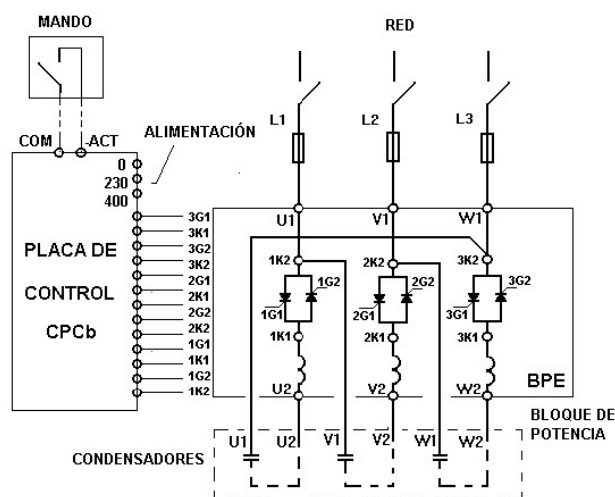 MANDO
RED
L1 L2 L3
COM -ACT
ALIMENTACIÓN
0
230
400
U1 V1 W1
3G1
3K1
3G2
3K2
2G1
2K1
2G2
2K2
1G1
1K1
1G2
1K2
PLACA DE
CONTROL
CPCb
1K2 2K2 3K2
1G2 2G2 3G2
1G1 2G1 3G1
1K1 2K1 3K1
BPE
U2 V2 W2
BLOQUE DE
POTENCIA
U1 U2 V1 V2 W1 W2
CONDENSADORES